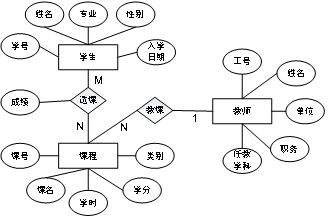 姓名
专业
性别
学号
学生
入学
日期
工号
姓名
M
成绩
选课
教课
1
教师
单位
N
N
课号
课程
类别
任教
学科
职务
课名
学时
学分